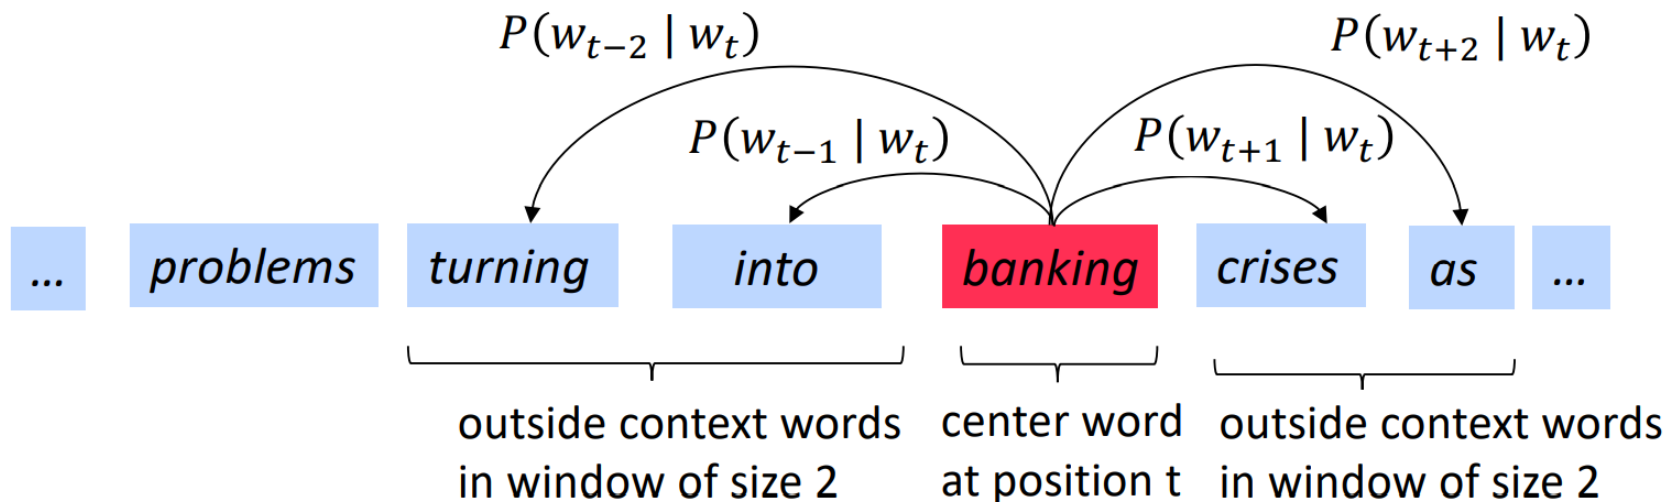 P(w_{t−2} | w_t)
P(w_{t+2} | w_t)
P(w_{t−1} | w_t)
P(w_{t+1} | w_t)
... problems turning into banking crises as ...
outside context words
in window of size 2
center word
at position t
outside context words
in window of size 2